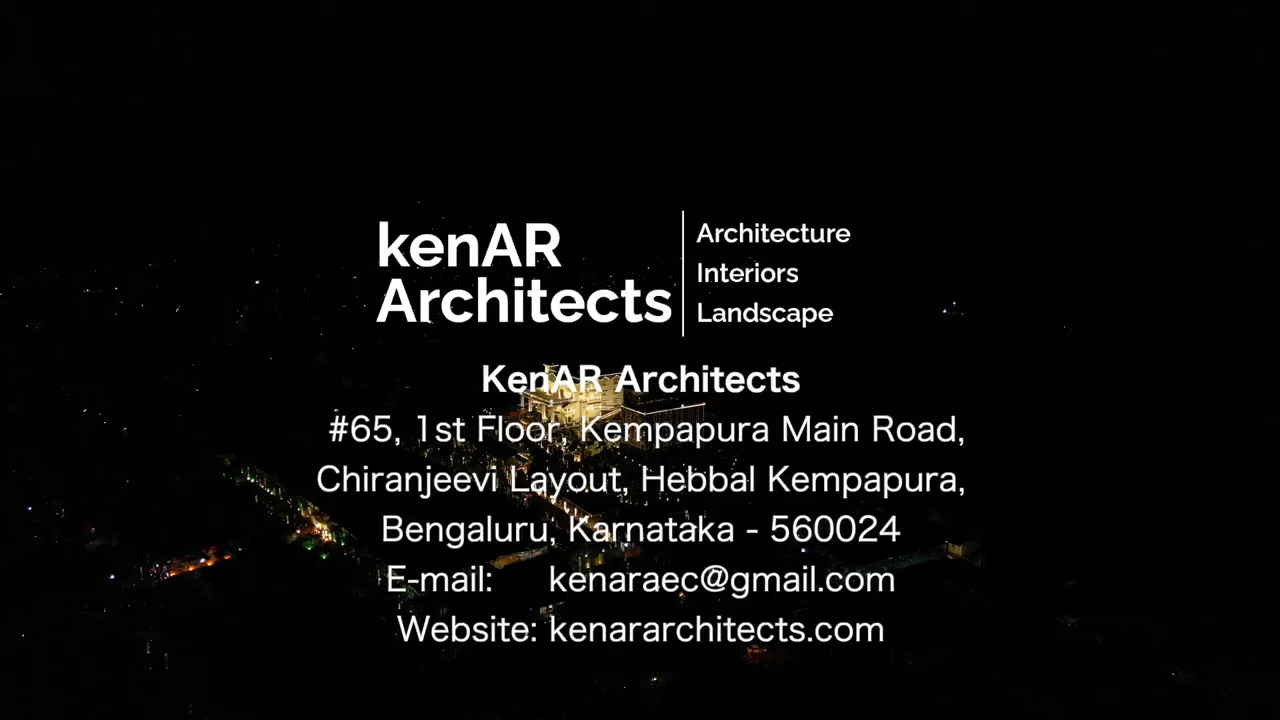 kenAR
Architects
Architecture
Interiors
Landscape
KenAR Architects
#65, 1st Floor, Kempapura Main Road,
Chiranjeevi Layout, Hebbal Kempapura,
Bengaluru, Karnataka - 560024
E-mail: kenaraec@gmail.com
Website: kenararchitects.com